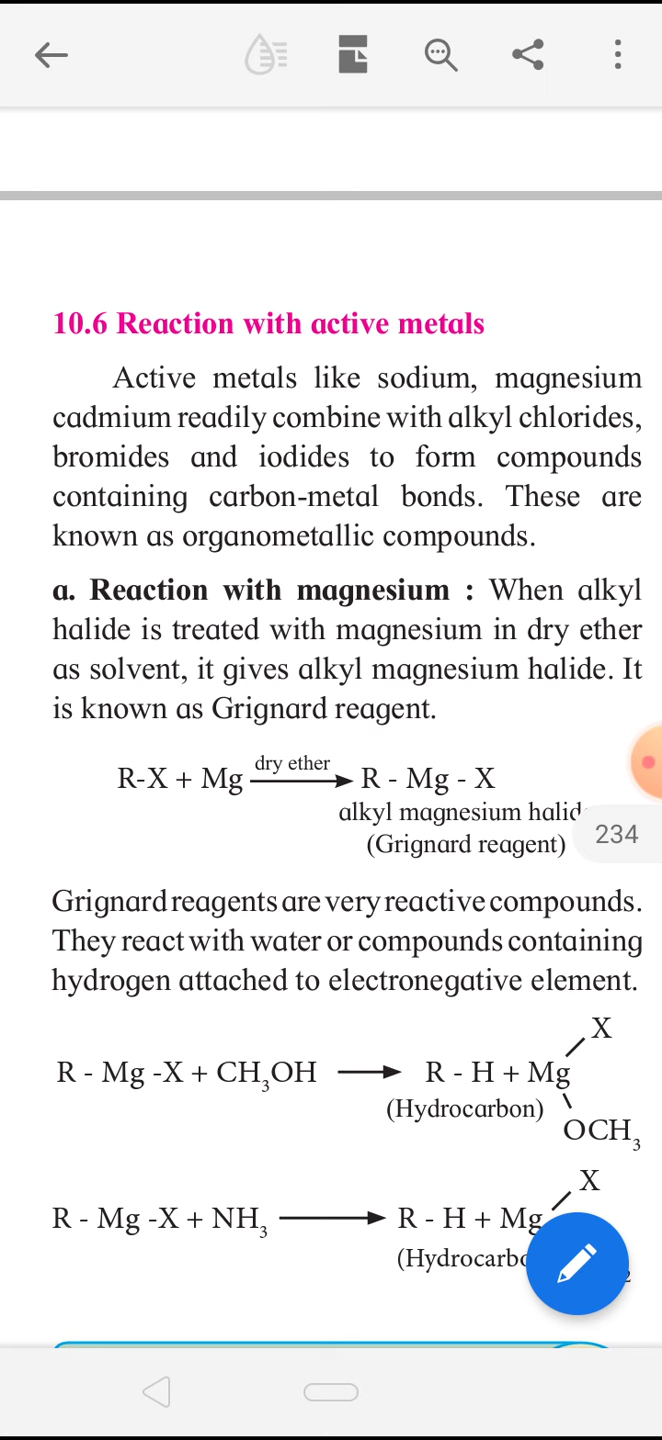 10.6 Reaction with active metals
Active metals like sodium, magnesium
cadmium readily combine with alkyl chlorides,
bromides and iodides to form compounds
containing carbon-metal bonds. These are
known as organometallic compounds.
a. Reaction with magnesium : When alkyl
halide is treated with magnesium in dry ether
as solvent, it gives alkyl magnesium halide. It
is known as Grignard reagent.
dry ether
R-X + Mg ⟶ R - Mg - X
alkyl magnesium
234
(Grignard reagent)
Grignard reagents are very reactive compounds.
They react with water or compounds containing
hydrogen attached to electronegative element.
X
R - Mg -X + CH₃OH ⟶ R - H + Mg
(Hydrocarbon)
OCH₃
X
R - Mg -X + NH₃ ⟶ R - H + Mg
2